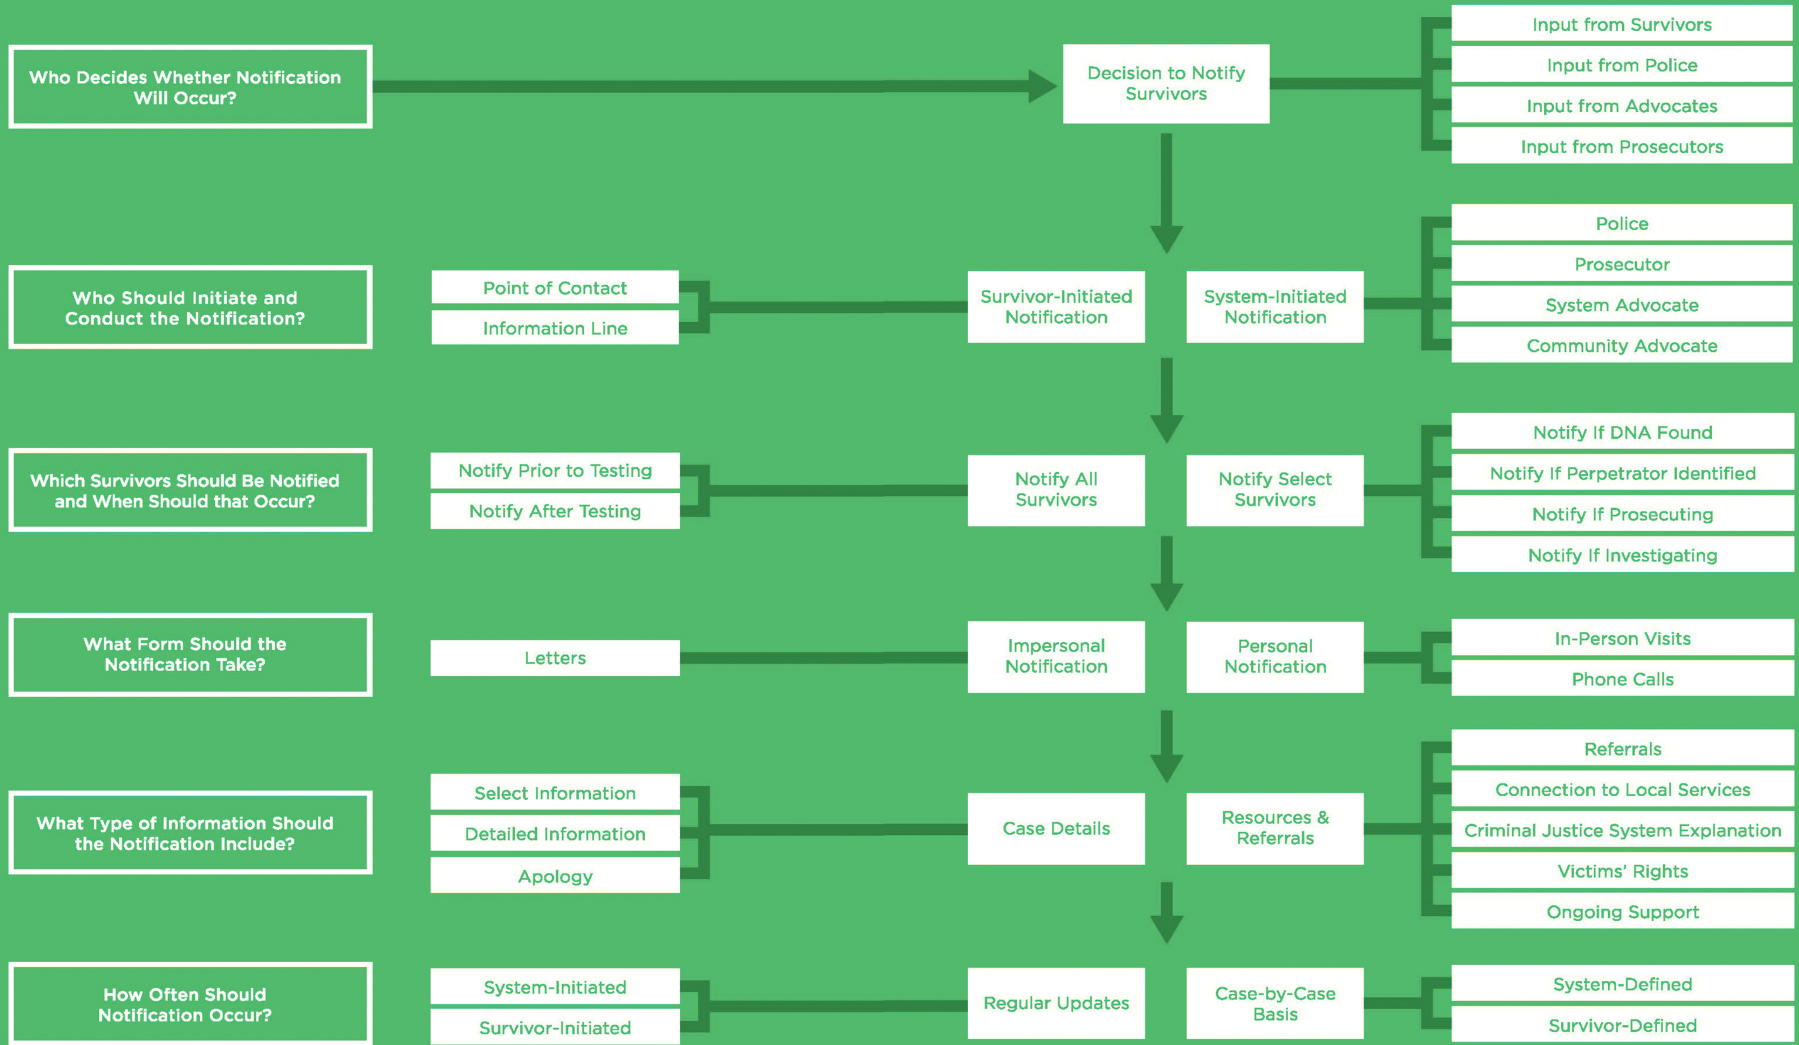 Who Decides Whether Notification
Will Occur?
Decision to Notify
Survivors
Input from Survivors
Input from Police
Input from Advocates
Input from Prosecutors
Who Should Initiate and
Conduct the Notification?
Point of Contact
Information Line
Survivor-Initiated
Notification
System-Initiated
Notification
Police
Prosecutor
System Advocate
Community Advocate
Which Survivors Should Be Notified
and When Should that Occur?
Notify Prior to Testing
Notify After Testing
Notify All
Survivors
Notify Select
Survivors
Notify If DNA Found
Notify If Perpetrator Identified
Notify If Prosecuting
Notify If Investigating
What Form Should the
Notification Take?
Letters
Impersonal
Notification
Personal
Notification
In-Person Visits
Phone Calls
What Type of Information Should
the Notification Include?
Select Information
Detailed Information
Apology
Case Details
Resources &
Referrals
Referrals
Connection to Local Services
Criminal Justice System Explanation
Victims’ Rights
Ongoing Support
How Often Should
Notification Occur?
System-Initiated
Survivor-Initiated
Regular Updates
Case-by-Case
Basis
System-Defined
Survivor-Defined